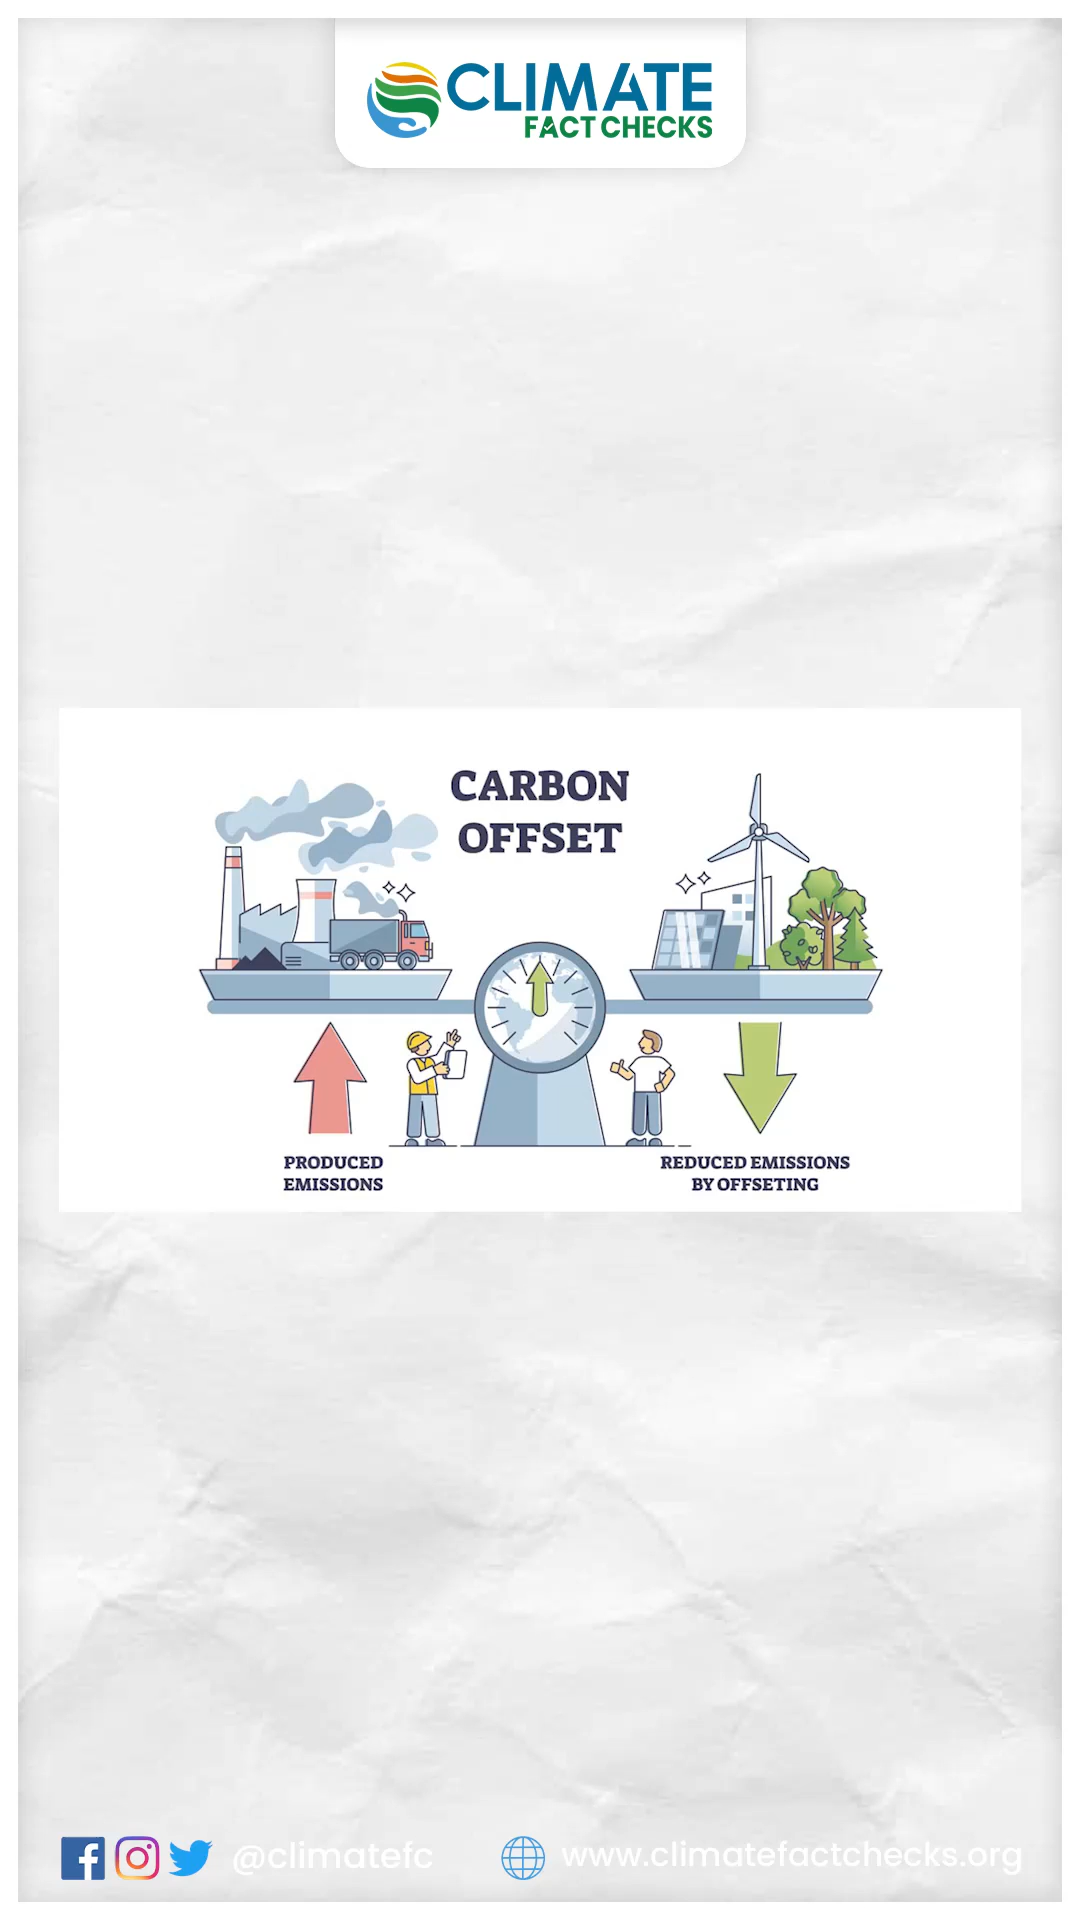 CLIMATE
FACT CHECKS
CARBON
OFFSET
PRODUCED
EMISSIONS
REDUCED EMISSIONS
BY OFFSETING
@climatefc
www.climatefactchecks.org